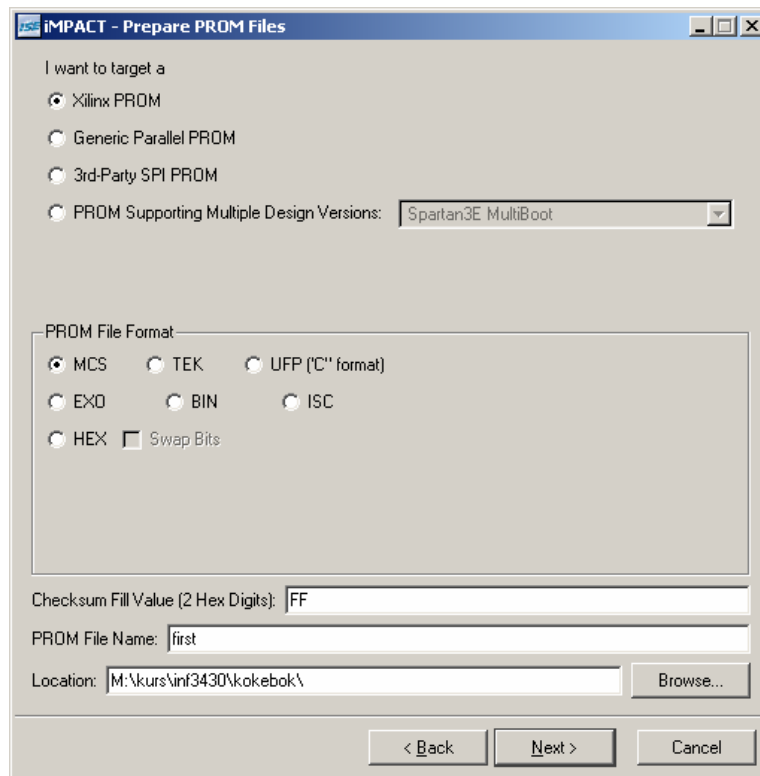 ISE iMPACT - Prepare PROM Files
I want to target a
Xilinx PROM
Generic Parallel PROM
3rd-Party SPI PROM
PROM Supporting Multiple Design Versions: Spartan3E MultiBoot
PROM File Format
MCS TEK UFP ("C" format)
EXO BIN ISC
HEX Swap Bits
Checksum Fill Value (2 Hex Digits): FF
PROM File Name: first
Location: M:\kurs\inf3430\kokebok\ Browse...
< Back Next > Cancel